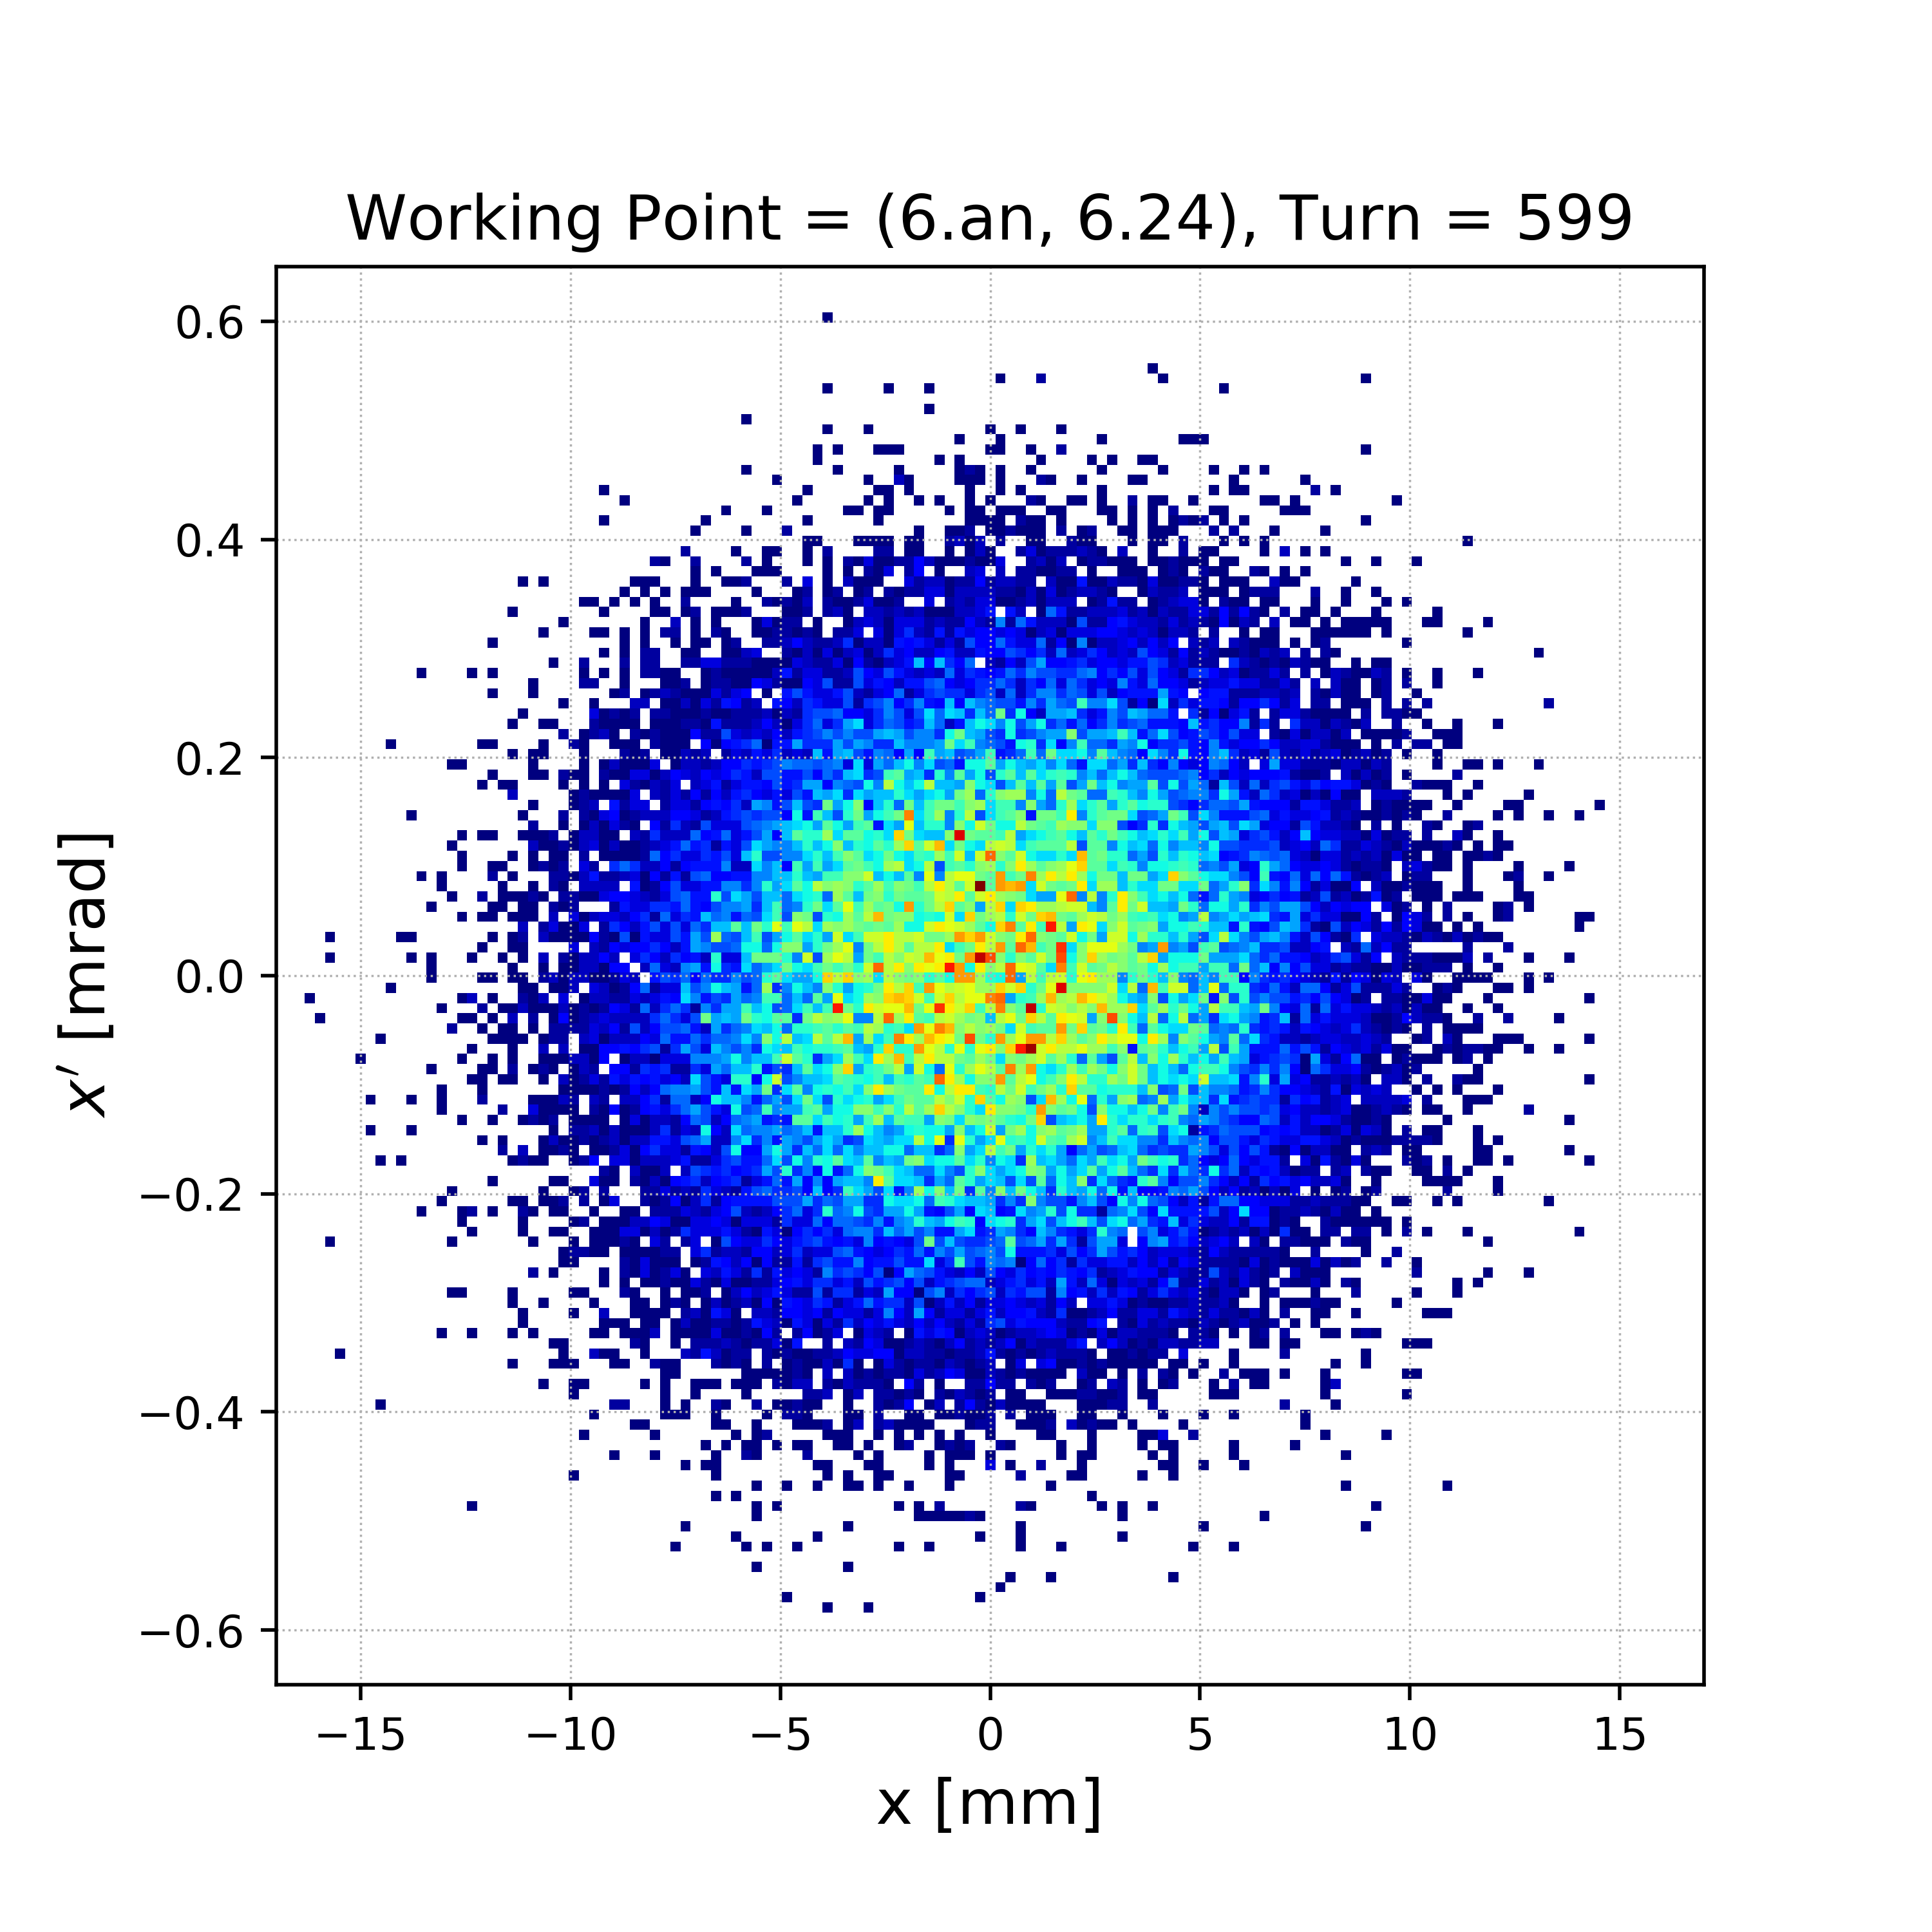 Working Point = (6.an, 6.24), Turn = 599
0.6
0.4
0.2
0.0
−0.2
−0.4
−0.6
x′ [mrad]
−15 −10 −5 0 5 10 15
x [mm]